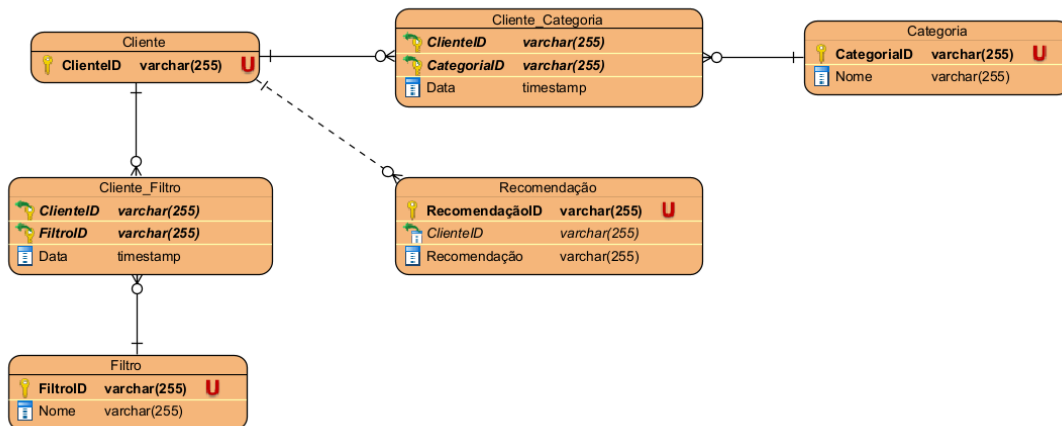 Cliente
ClienteID varchar(255) U
Cliente_Categoria
ClienteID varchar(255)
CategoriaID varchar(255)
Data timestamp
Categoria
CategoriaID varchar(255) U
Nome varchar(255)
Cliente_Filtro
ClienteID varchar(255)
FiltroID varchar(255)
Data timestamp
Recomendação
RecomendaçãoID varchar(255) U
ClienteID varchar(255)
Recomendação varchar(255)
Filtro
FiltroID varchar(255) U
Nome varchar(255)